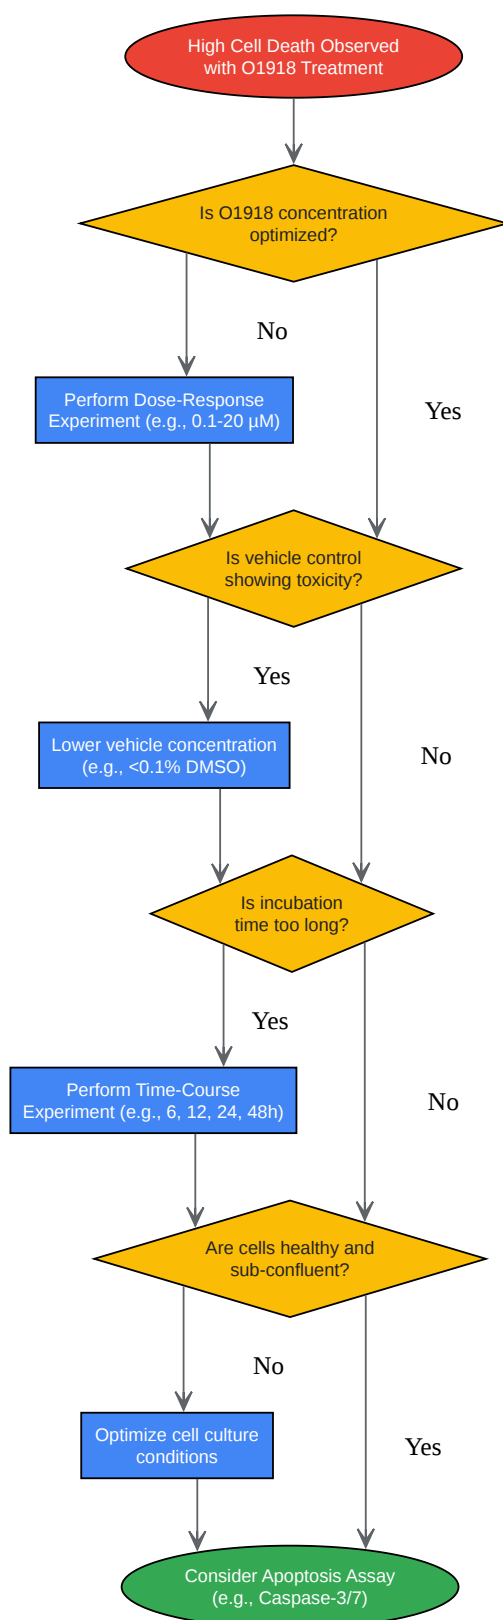 High Cell Death Observed
with O1918 Treatment
Is O1918 concentration
optimized?
No
Yes
Perform Dose-Response
Experiment (e.g., 0.1-20 µM)
Is vehicle control
showing toxicity?
Yes
No
Lower vehicle concentration
(e.g., <0.1% DMSO)
Is incubation
time too long?
Yes
No
Perform Time-Course
Experiment (e.g., 6, 12, 24, 48h)
Are cells healthy and
sub-confluent?
No
Yes
Optimize cell culture
conditions
Consider Apoptosis Assay
(e.g., Caspase-3/7)